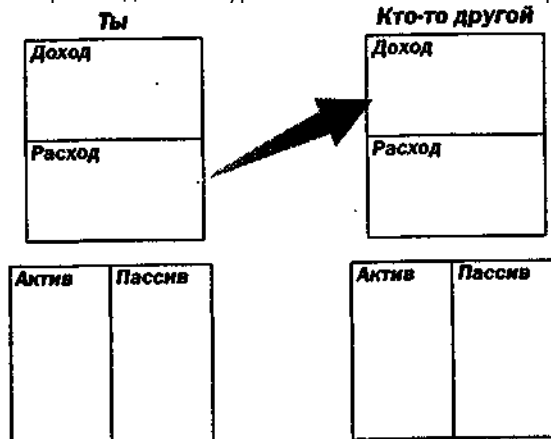 Ты
Кто-то другой
Доход
Доход
Расход
Расход
Актив
Пассив
Актив
Пассив